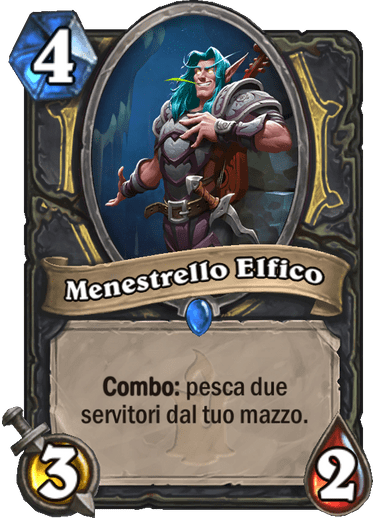 4
Menestrello Elfico
Combo: pesca due
servitori dal tuo mazzo.
3
2